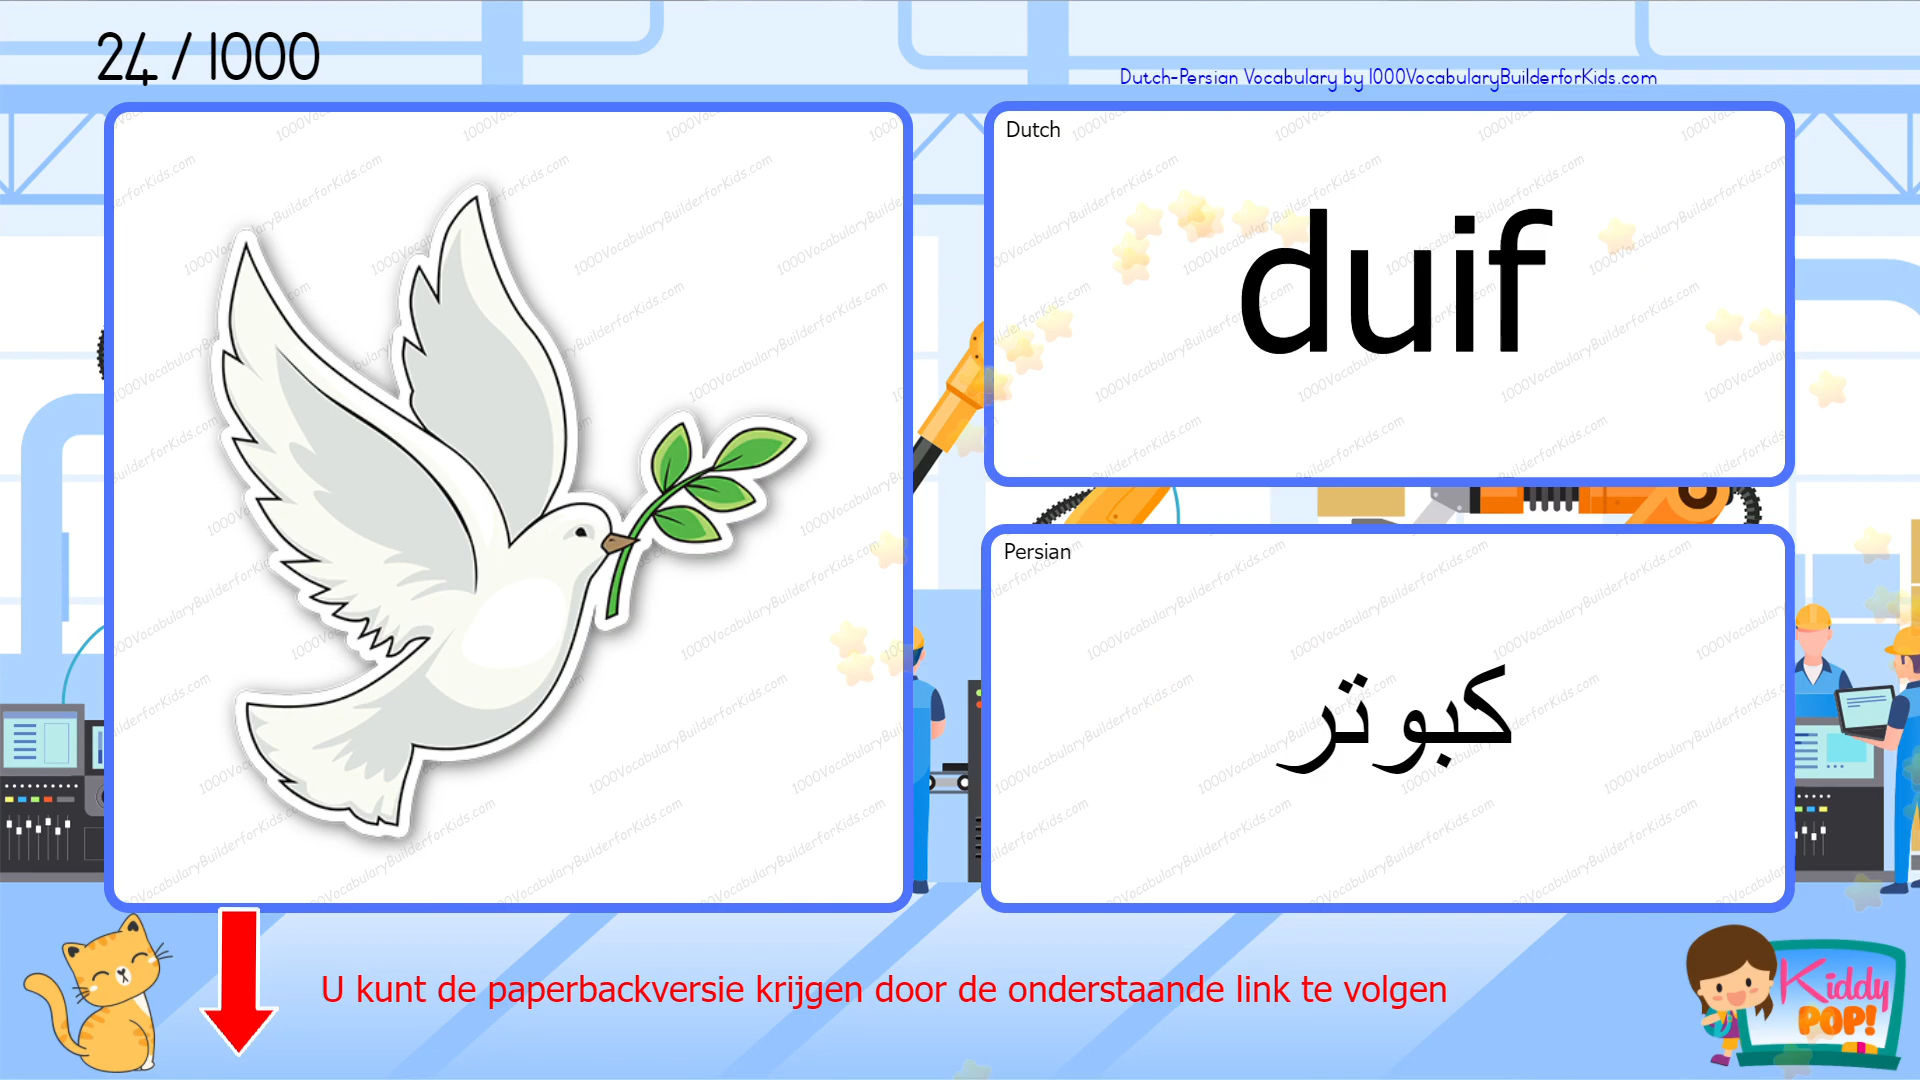 24 / 1000
Dutch-Persian Vocabulary by 1000VocabularyBuilderforKids.com
Dutch
duif
Persian
کبوتر
U kunt de paperbackversie krijgen door de onderstaande link te volgen
Kiddy
POP!